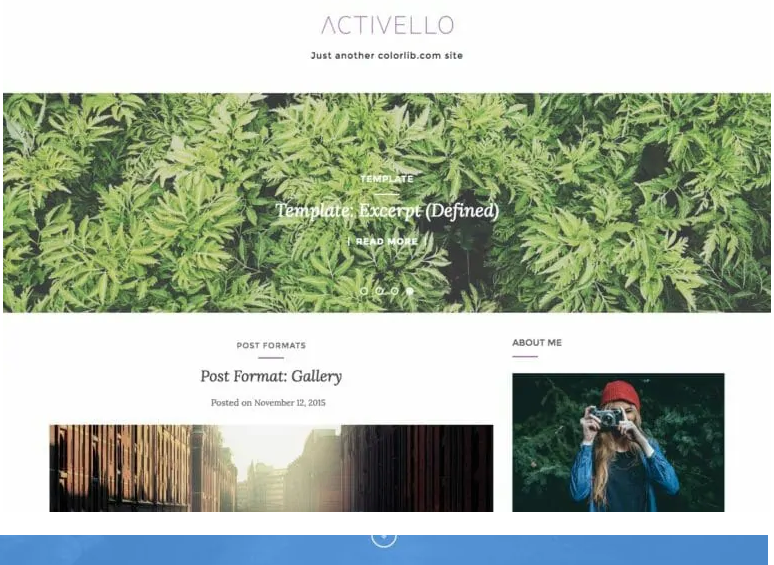 ACTIVELLO
Just another colorlib.com site
TEMPLATE
Template: Excerpt (Defined)
READ MORE
POST FORMATS
Post Format: Gallery
Posted on November 12, 2015
ABOUT ME